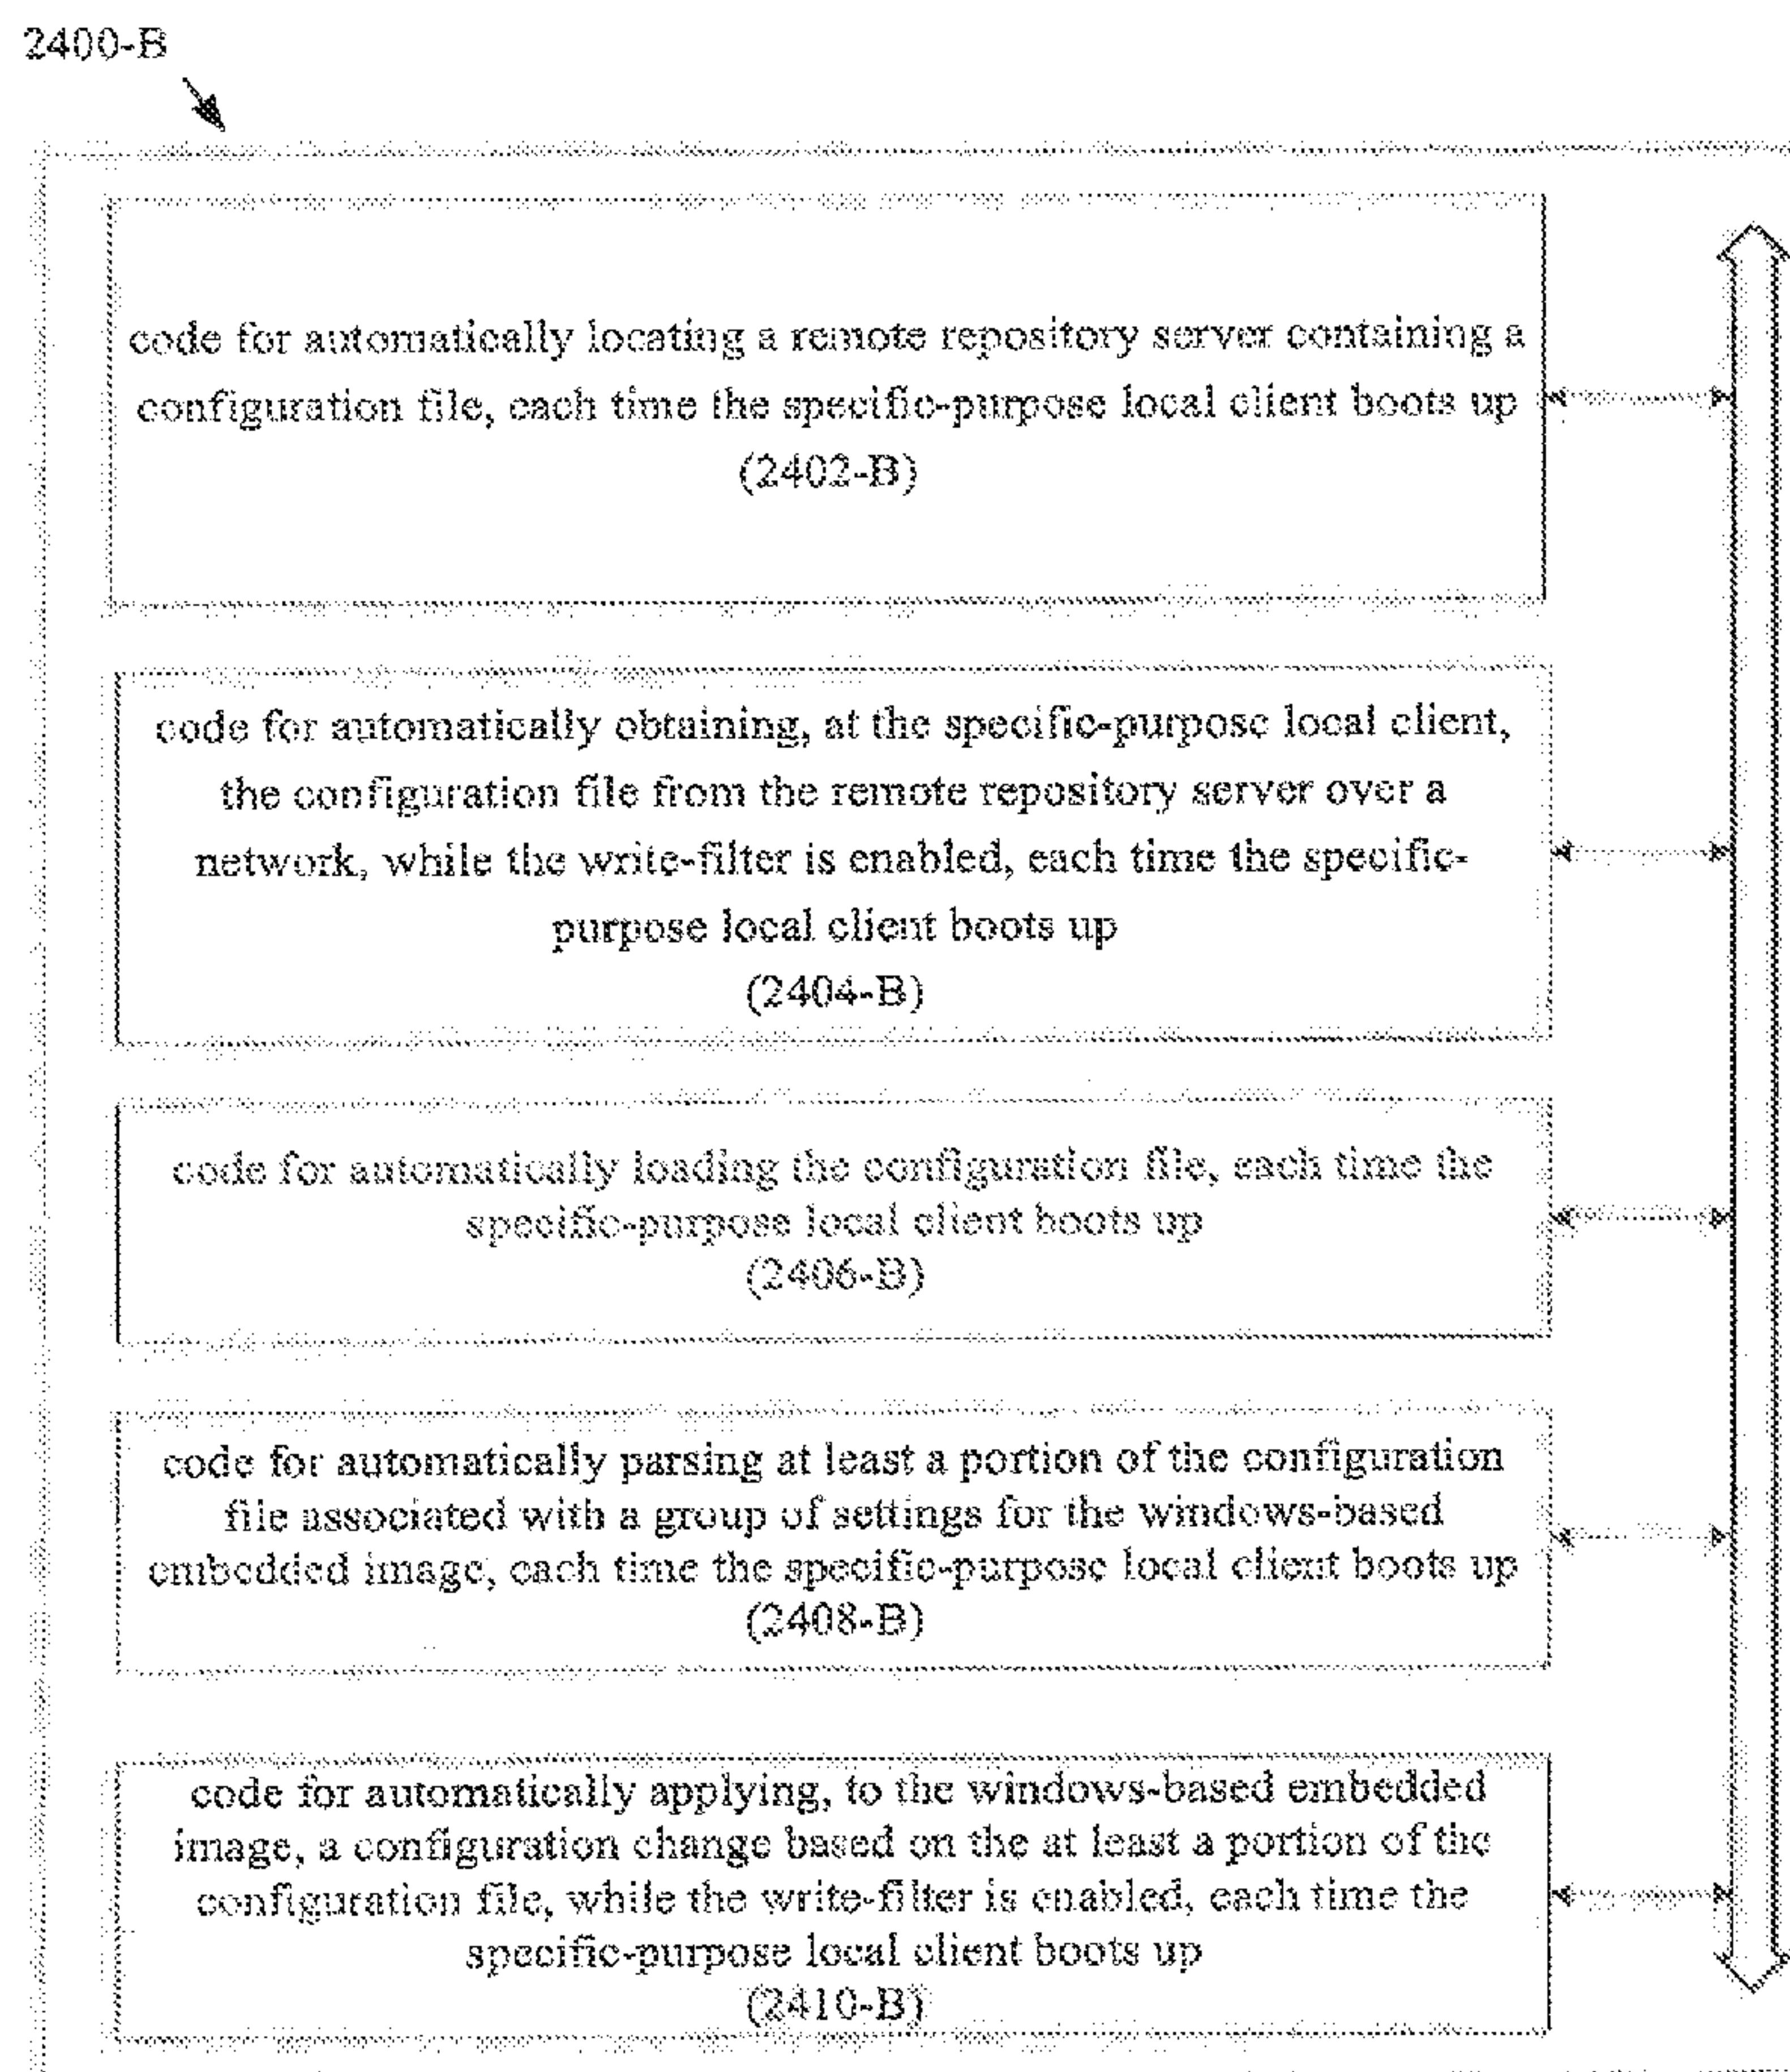 2400-B
code for automatically locating a remote repository server containing a
configuration file, each time the specific-purpose local client boots up
(2402-B)
code for automatically obtaining, at the specific-purpose local client,
the configuration file from the remote repository server over a
network, while the write-filter is enabled, each time the specific-
purpose local client boots up
(2404-B)
code for automatically loading the configuration file, each time the
specific-purpose local client boots up
(2406-B)
code for automatically parsing at least a portion of the configuration
file associated with a group of settings for the windows-based
embedded image, each time the specific-purpose local client boots up
(2408-B)
code for automatically applying, to the windows-based embedded
image, a configuration change based on the at least a portion of the
configuration file, while the write-filter is enabled, each time the
specific-purpose local client boots up
(2410-B)